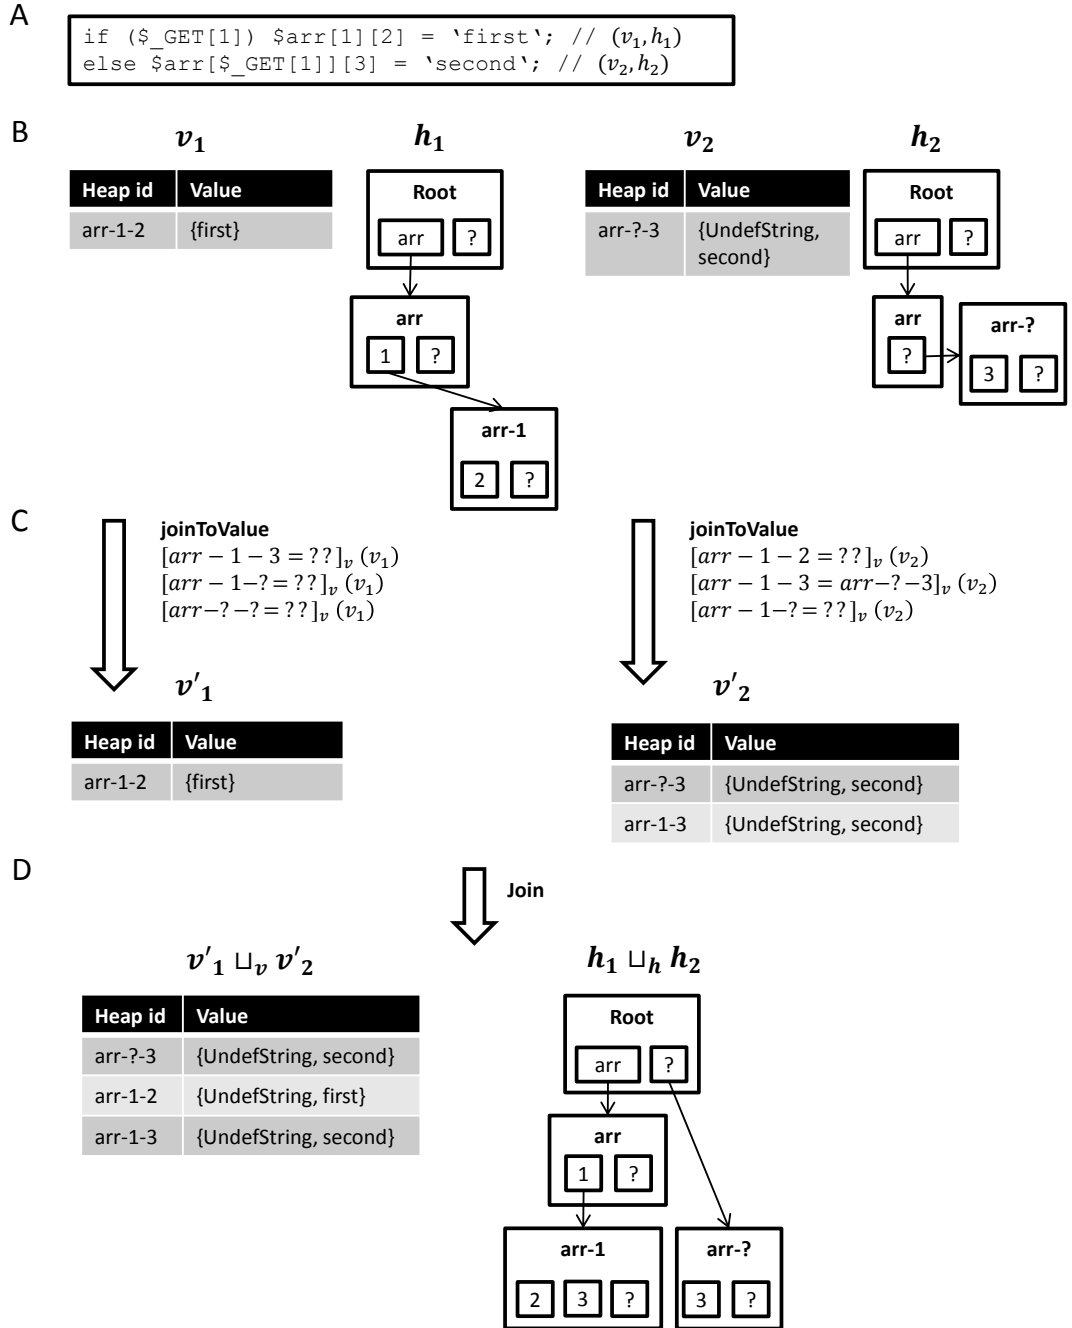 A
if ($_GET[1]) $arr[1][2] = ‛first‛; // (v₁,h₁)
else $arr[$_GET[1]][3] = ‛second‛; // (v₂,h₂)
B
v₁
h₁
v₂
h₂
Heap id Value
arr-1-2 {first}
Root
arr ?
arr
1 ?
arr-1
2 ?
Heap id Value
arr-?-3 {UndefString,
second}
Root
arr ?
arr
?
arr-?
3 ?
C
joinToValue
[arr − 1 − 3 = ??]ᵥ (v₁)
[arr − 1−? = ??]ᵥ (v₁)
[arr−? −? = ??]ᵥ (v₁)
joinToValue
[arr − 1 − 2 = ??]ᵥ (v₂)
[arr − 1 − 3 = arr−? −3]ᵥ (v₂)
[arr − 1−? = ??]ᵥ (v₂)
v'₁
Heap id Value
arr-1-2 {first}
v'₂
Heap id Value
arr-?-3 {UndefString, second}
arr-1-3 {UndefString, second}
D
Join
v'₁ ⊔ᵥ v'₂
h₁ ⊔ₕ h₂
Heap id Value
arr-?-3 {UndefString, second}
arr-1-2 {UndefString, first}
arr-1-3 {UndefString, second}
Root
arr ?
arr
1 ?
arr-1
2 3 ?
arr-?
3 ?